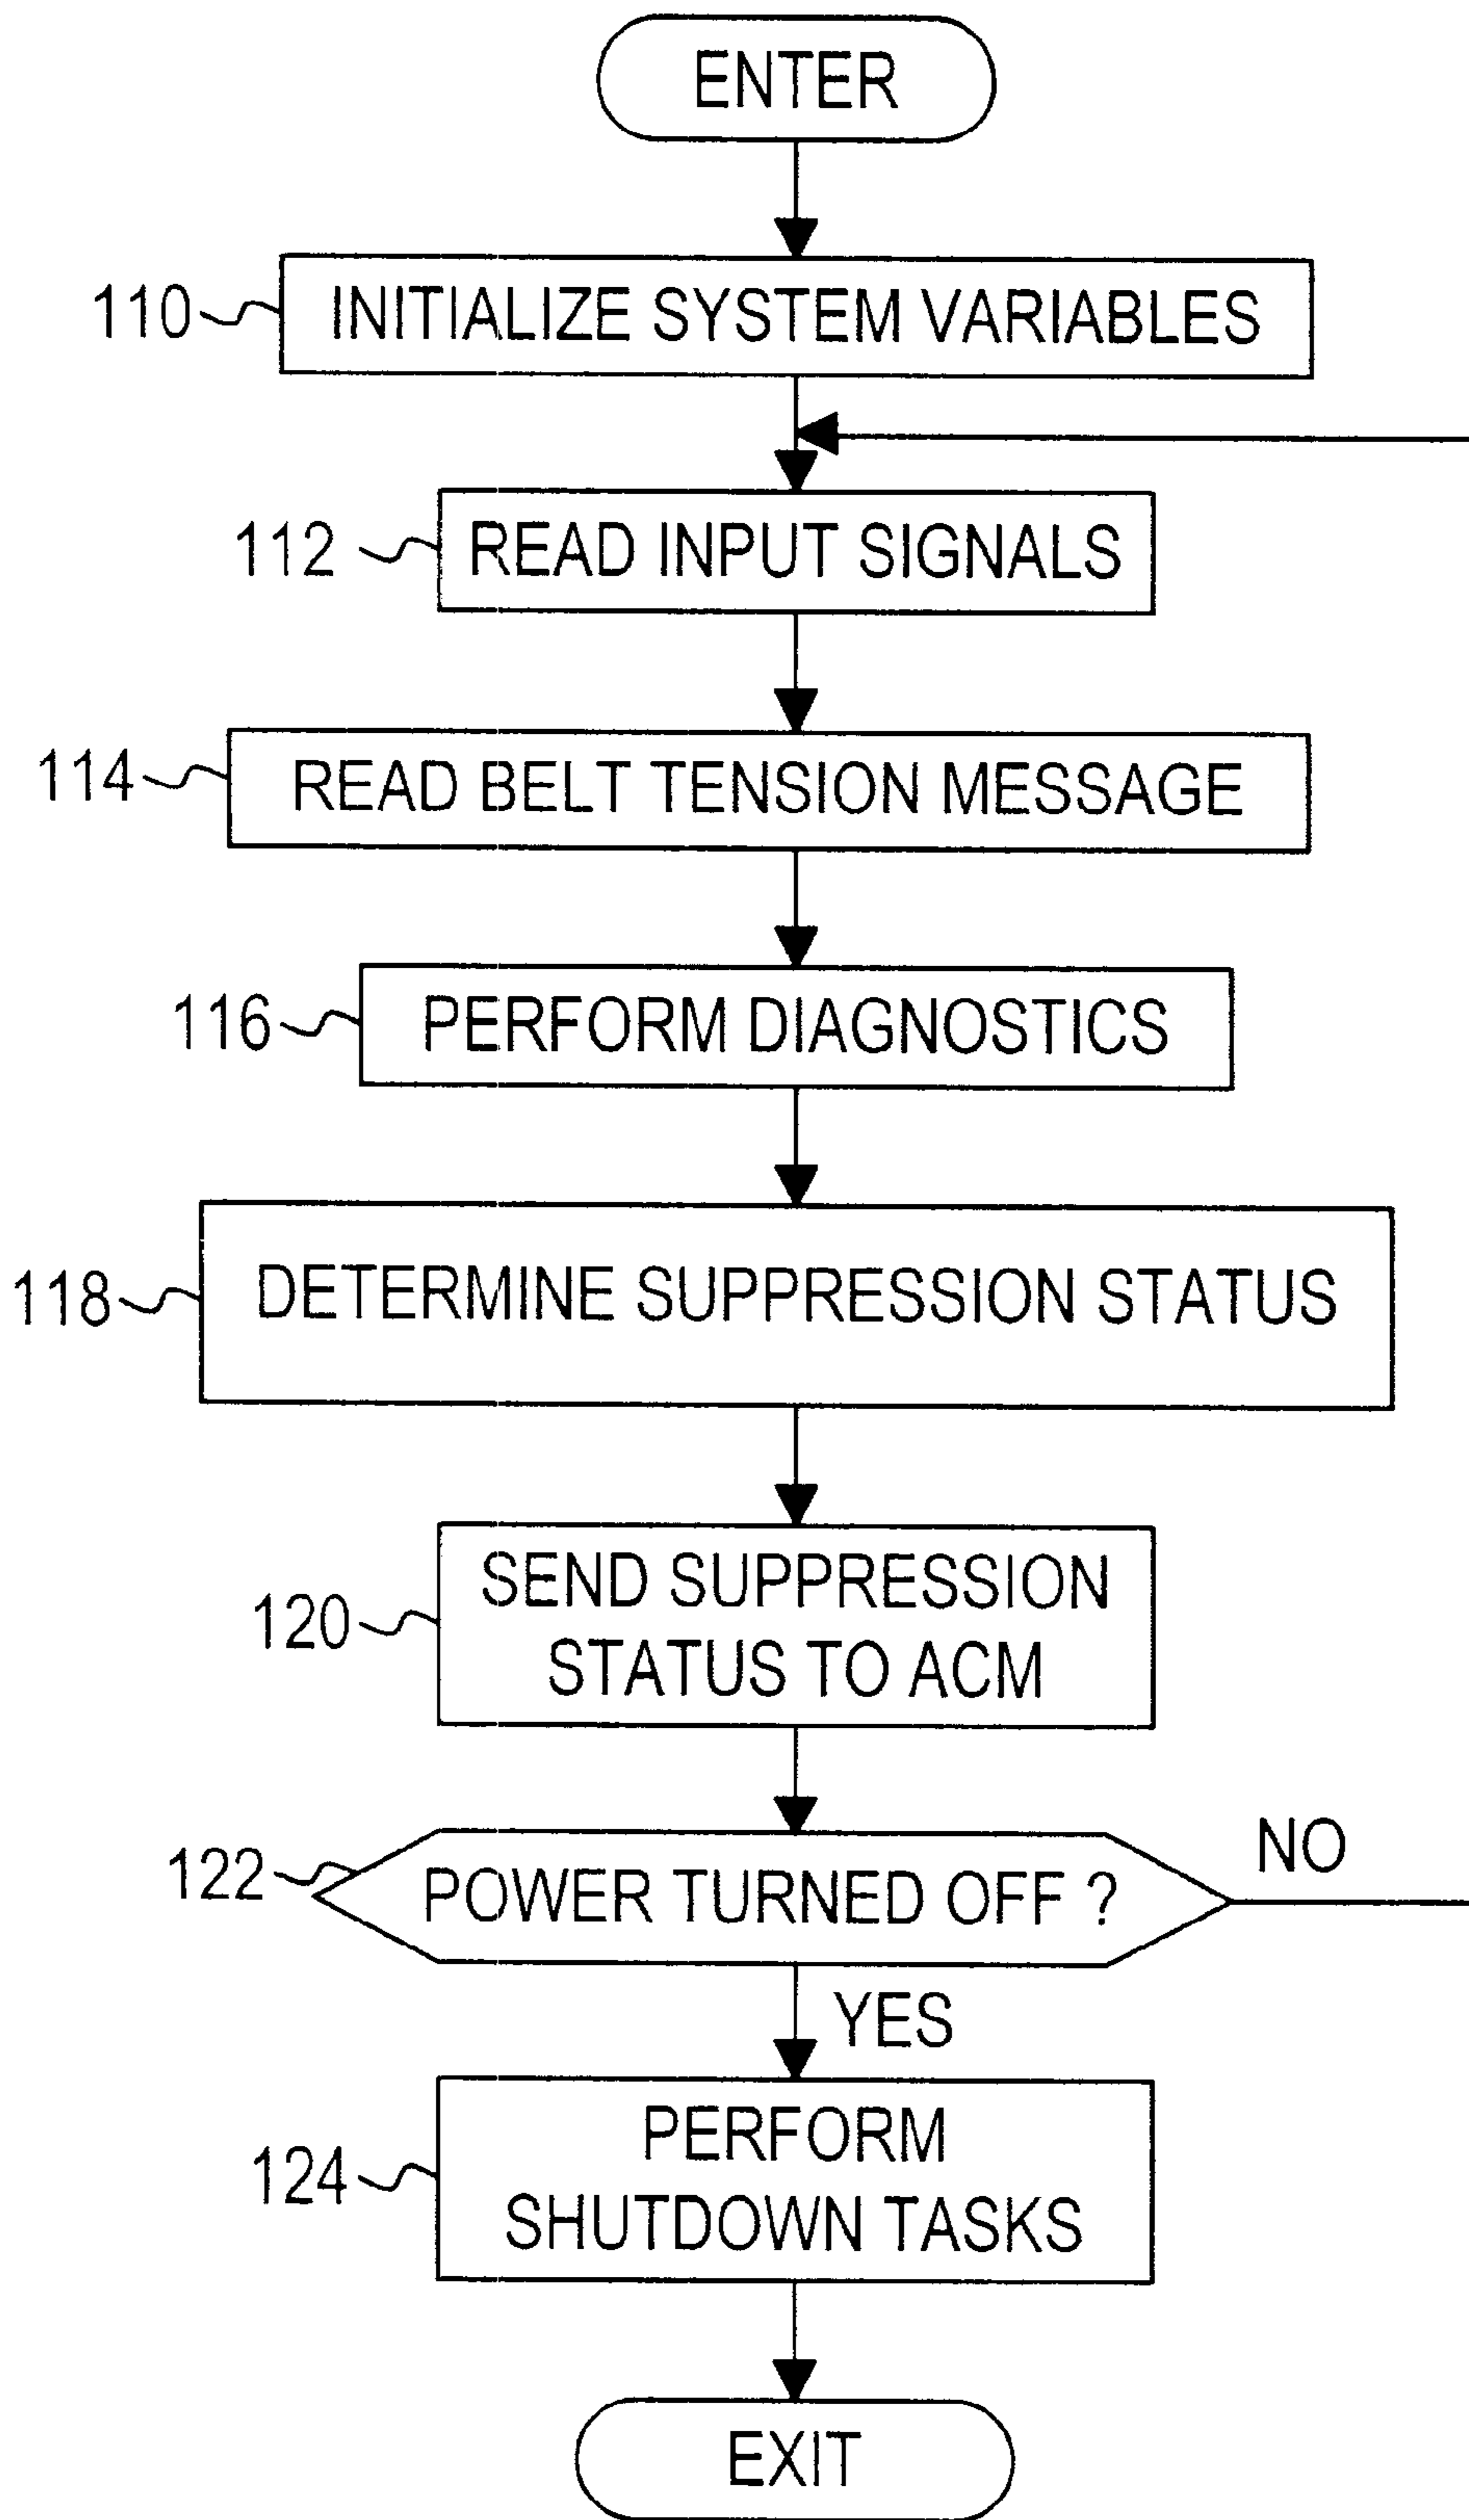 ENTER
110
INITIALIZE SYSTEM VARIABLES
112
READ INPUT SIGNALS
114
READ BELT TENSION MESSAGE
116
PERFORM DIAGNOSTICS
118
DETERMINE SUPPRESSION STATUS
120
SEND SUPPRESSION
STATUS TO ACM
122
POWER TURNED OFF ?
NO
YES
124
PERFORM
SHUTDOWN TASKS
EXIT